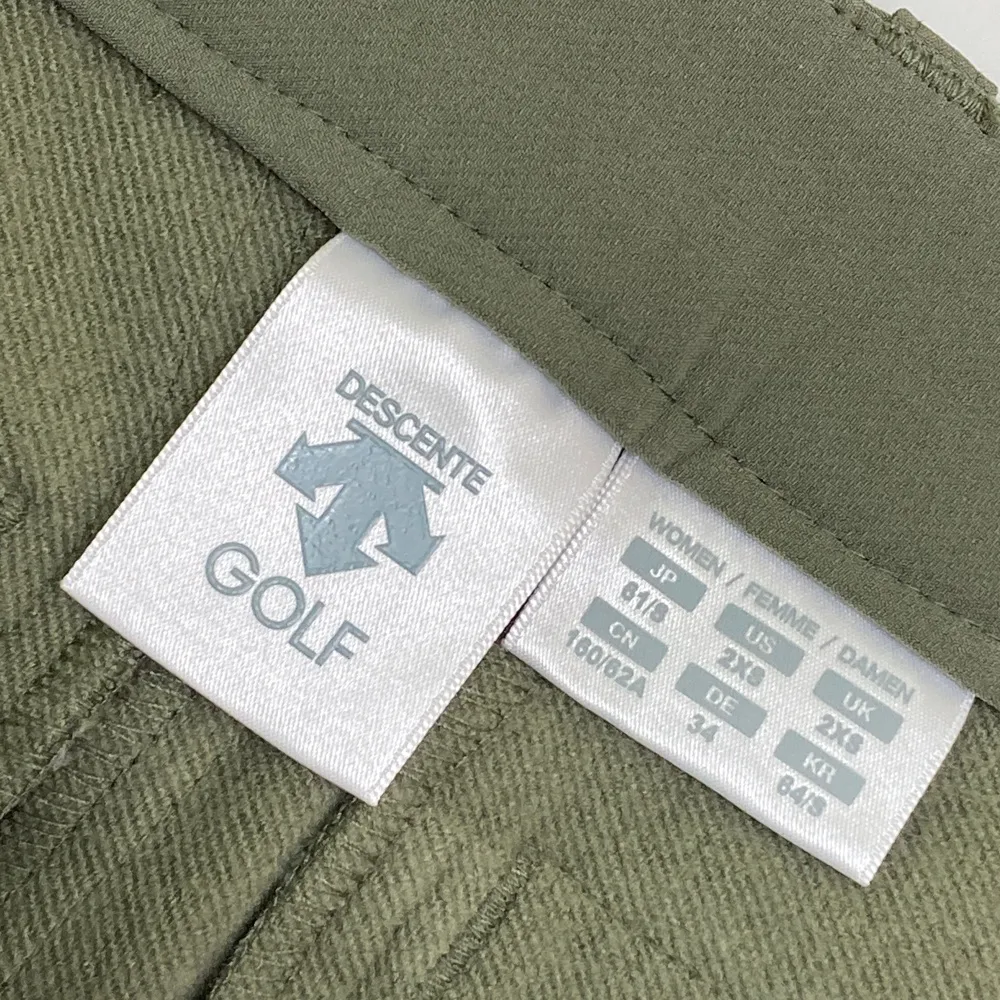 DESCENTE
GOLF
WOMEN / FEMME / DAMEN
JP
61/S
US
2XS
UK
2XS
CN
160/62A
DE
34
KR
64/S